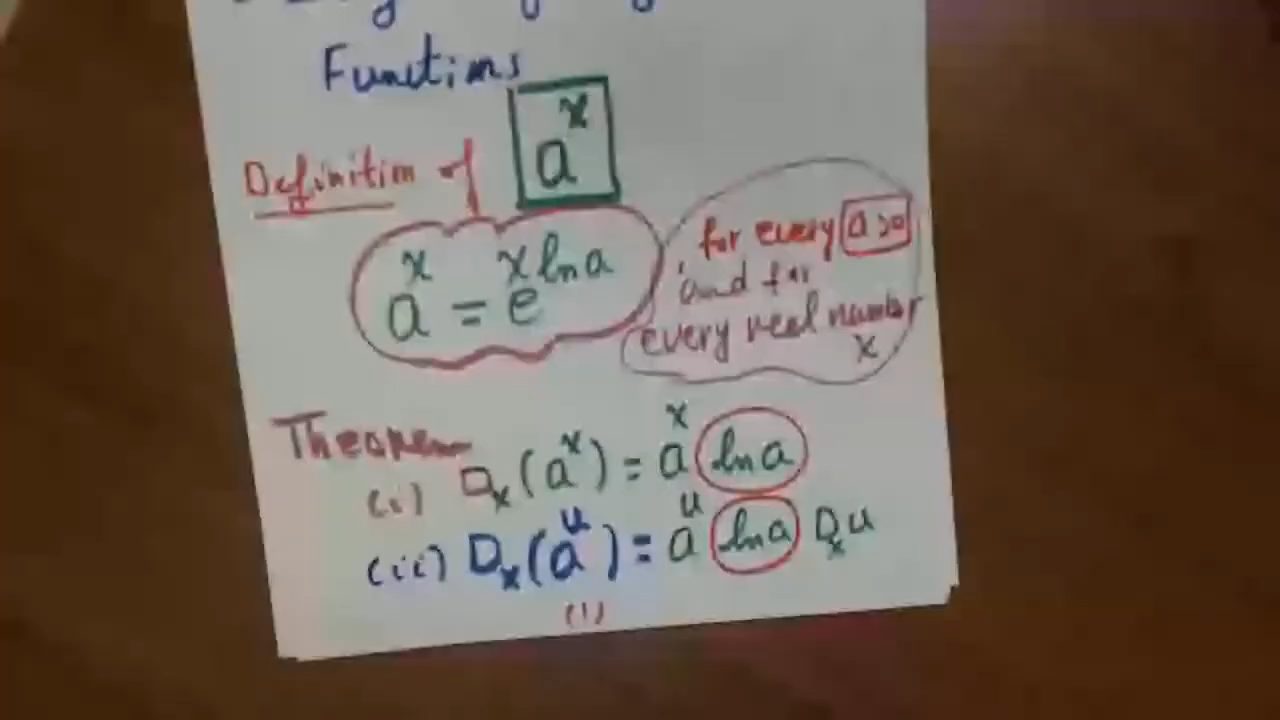 Functions
Definition of a^x
a^x = e^{x ln a}
for every a>0
and for
every real number
x
Theorem
(i) D_x(a^x) = a^x ln a
(ii) D_x(a^u) = a^u ln a D_x u
(1)